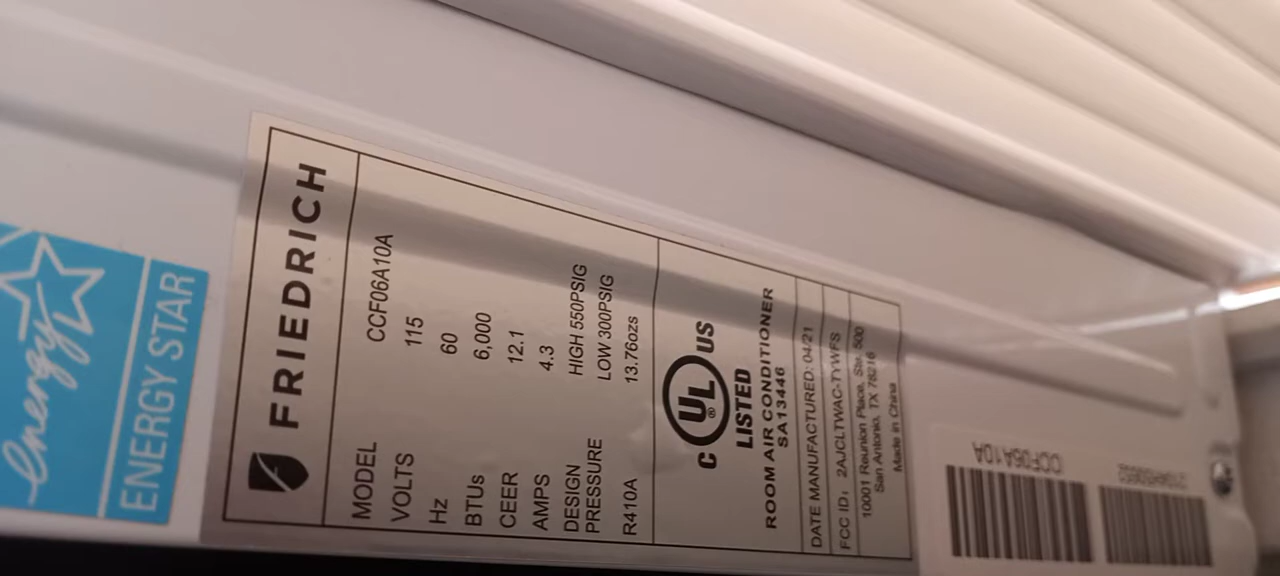 energy
ENERGY STAR
FRIEDRICH
MODEL CCF06A10A
VOLTS 115
Hz 60
BTUs 6,000
CEER 12.1
AMPS 4.3
DESIGN HIGH 550PSIG
PRESSURE LOW 300PSIG
R410A 13.76ozs
C UL ® US
LISTED
ROOM AIR CONDITIONER
SA13446
DATE MANUFACTURED: 04/21
FCC ID: 2AJCLTWAC-TYWFS
10001 Reunion Place, Ste. 500
San Antonio, TX 78216
Made in China
CCF06A10A